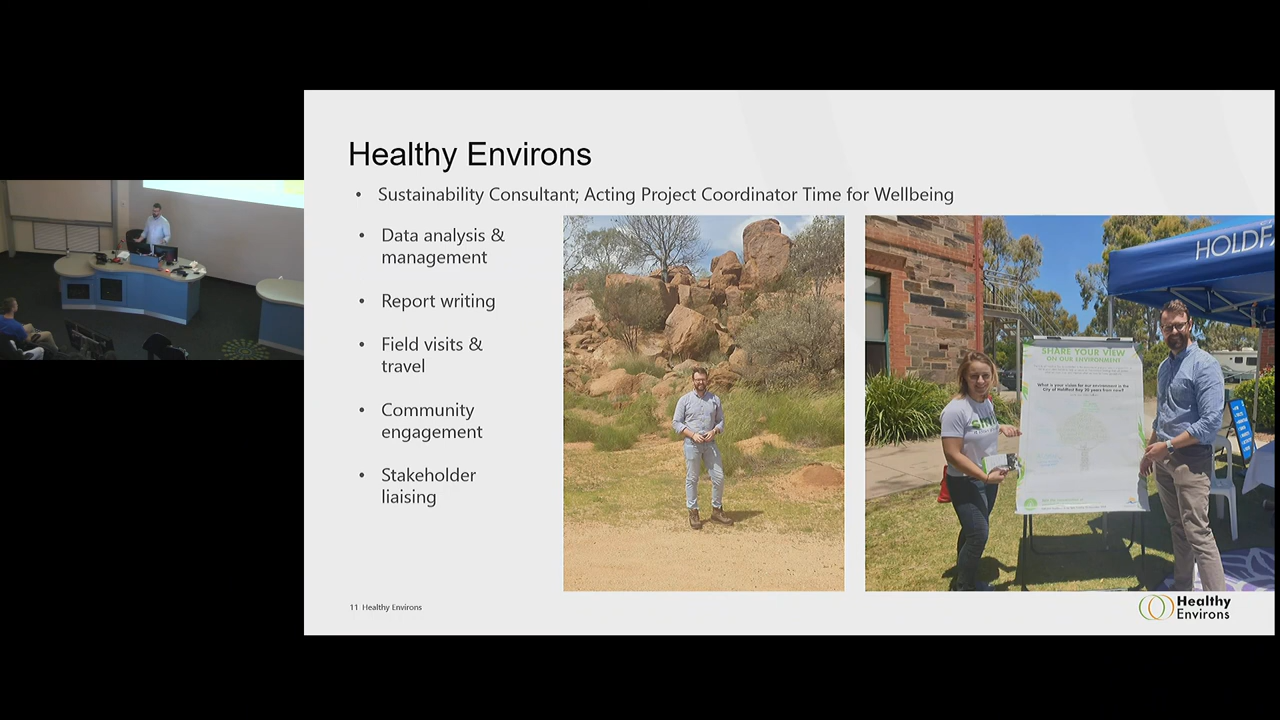 Healthy Environs
• Sustainability Consultant; Acting Project Coordinator Time for Wellbeing
• Data analysis &
management
• Report writing
• Field visits &
travel
• Community
engagement
• Stakeholder
liaising
HOLDFA
SHARE YOUR VIEW
ON OUR ENVIRONMENT
What is your vision for our environment in the
City of Holdfast Bay 20 years from now?
11 Healthy Environs
Healthy
Environs